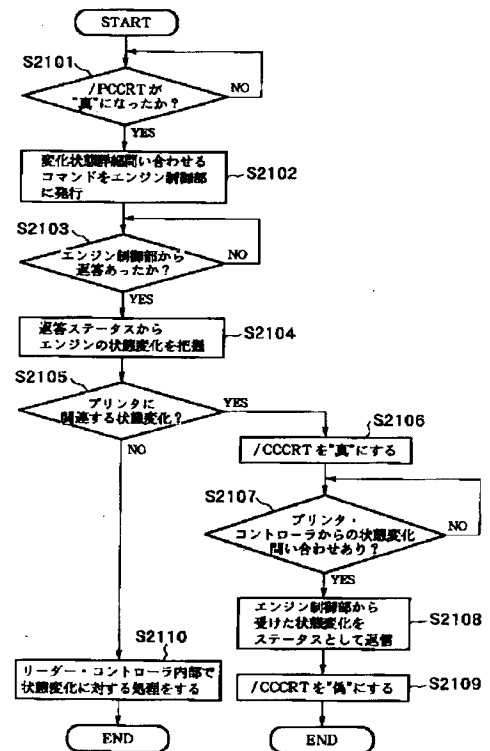 START
S2101
/PCCRTが
"真"になったか?
NO
YES
変化状態詳細問い合わせる
コマンドをエンジン制御部
に発行
S2102
S2103
エンジン制御部から
返答あったか?
NO
YES
返答ステータスから
エンジンの状態変化を把握
S2104
S2105
プリンタに
関連する状態変化?
YES
NO
S2106
/CCCRTを"真"にする
S2107
プリンタ・
コントローラからの状態変化
問い合わせあり?
NO
YES
エンジン制御部から
受けた状態変化を
ステータスとして返信
S2108
S2110
リーダー・コントローラ内部で
状態変化に対する処理をする
/CCCRTを"偽"にする
S2109
END
END